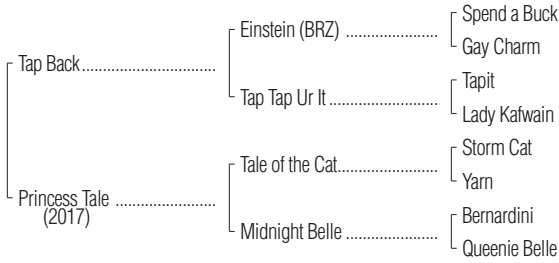 Spend a Buck
Einstein (BRZ) ........................
Gay Charm
Tap Back...................................
Tapit
Tap Tap Ur It ............................
Lady Kafwain
Storm Cat
Tale of the Cat..........................
Yarn
Princess Tale ..........................
(2017)
Bernardini
Midnight Belle ........................
Queenie Belle